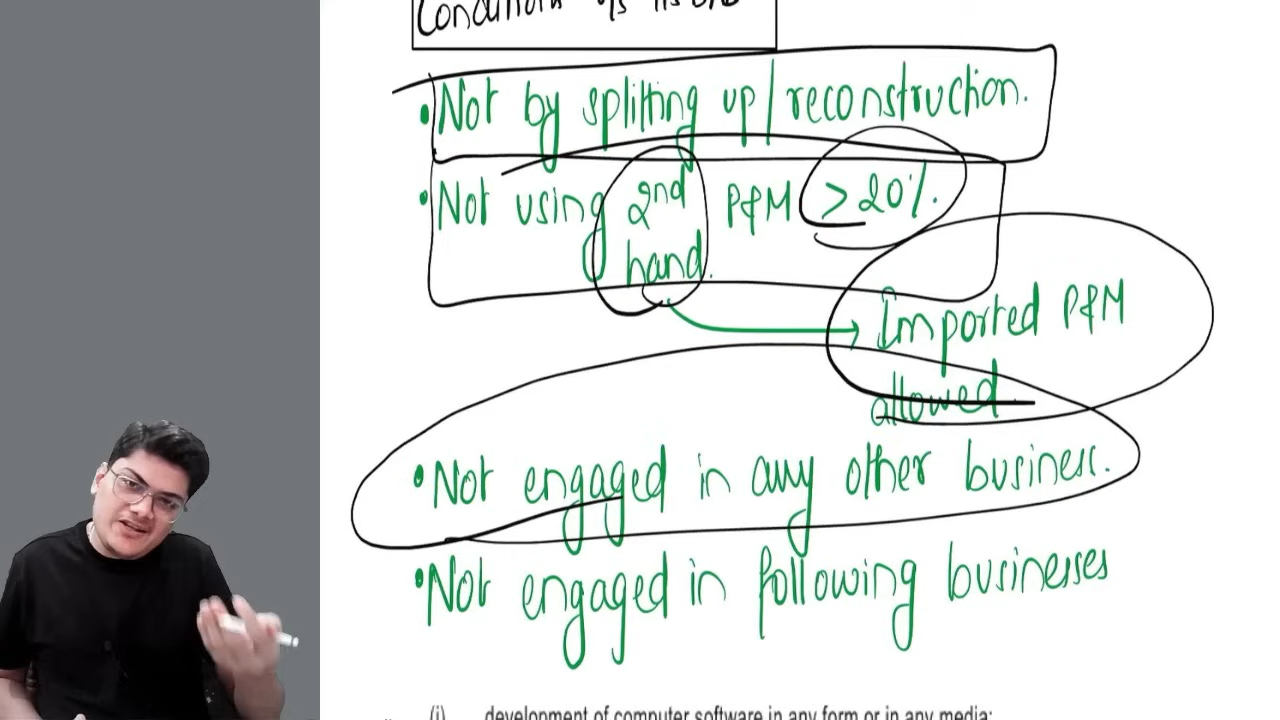 Conditions u/s 115BAB
• Not by splitting up/reconstruction.
• Not using 2nd hand. P&M > 20%.
Imported P&M
allowed
• Not engaged in any other business.
• Not engaged in following businesses
(i) development of computer software in any form or in any media;